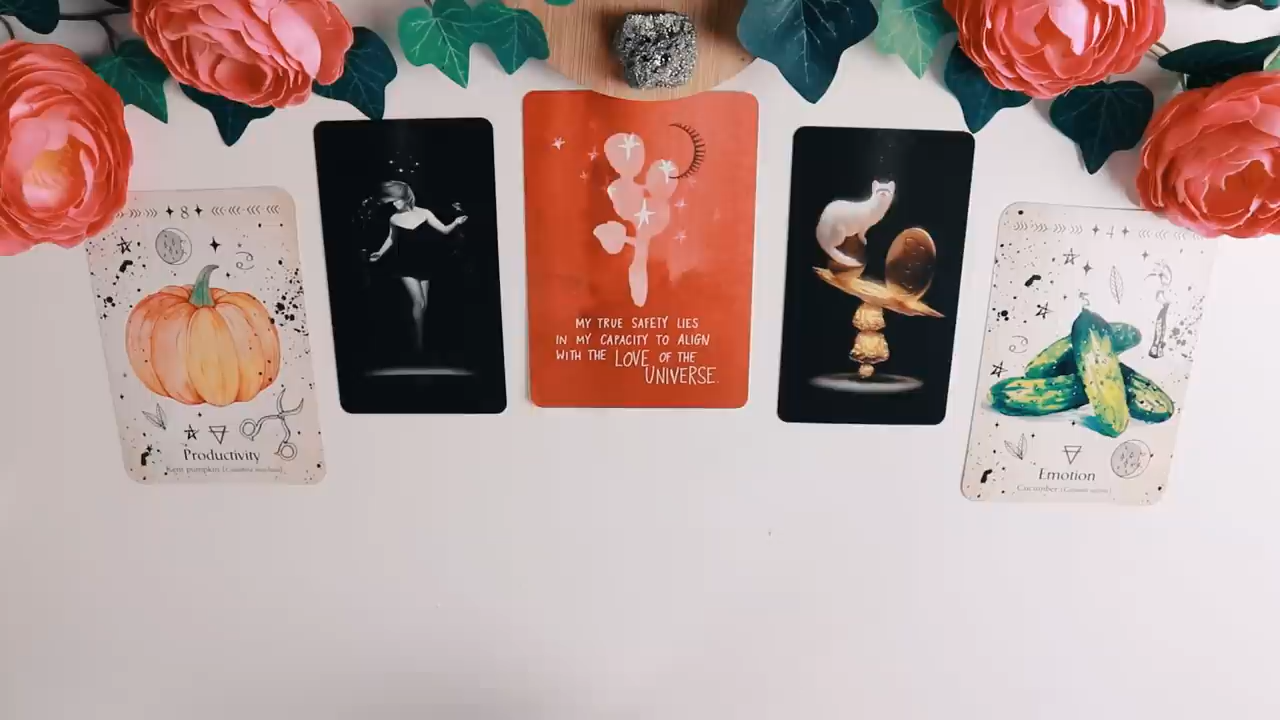 8
Productivity
MY TRUE SAFETY LIES
IN MY CAPACITY TO ALIGN
WITH THE LOVE OF THE
UNIVERSE.
4
Emotion
Cucumber